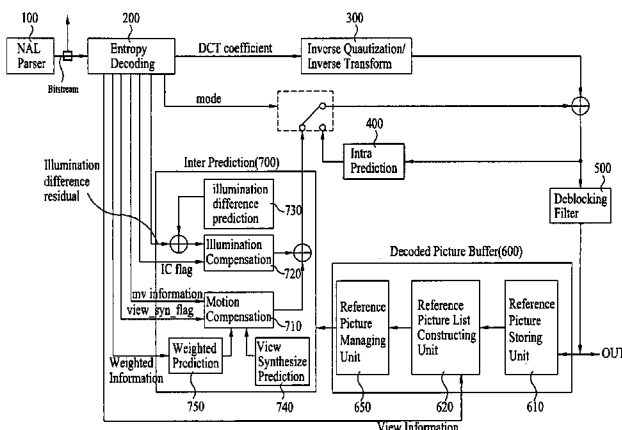 100
200
300
NAL
Parser
Entropy
Decoding
DCT coefficient
Inverse Quautization/
Inverse Transform
Bitstream
mode
400
Intra
Prediction
500
Deblocking
Filter
Inter Prediction(700)
Illumination
difference
residual
illumination
difference
prediction
730
Illumination
Compensation
720
IC flag
mv information
view_syn_flag
Motion
Compensation
710
Weighted
Information
Weighted
Prediction
750
View
Synthesize
Prediction
740
Decoded Picture Buffer(600)
Reference
Picture
Managing
Unit
650
Reference
Picture List
Constructing
Unit
620
Reference
Picture
Storing
Unit
610
OUT
View Information